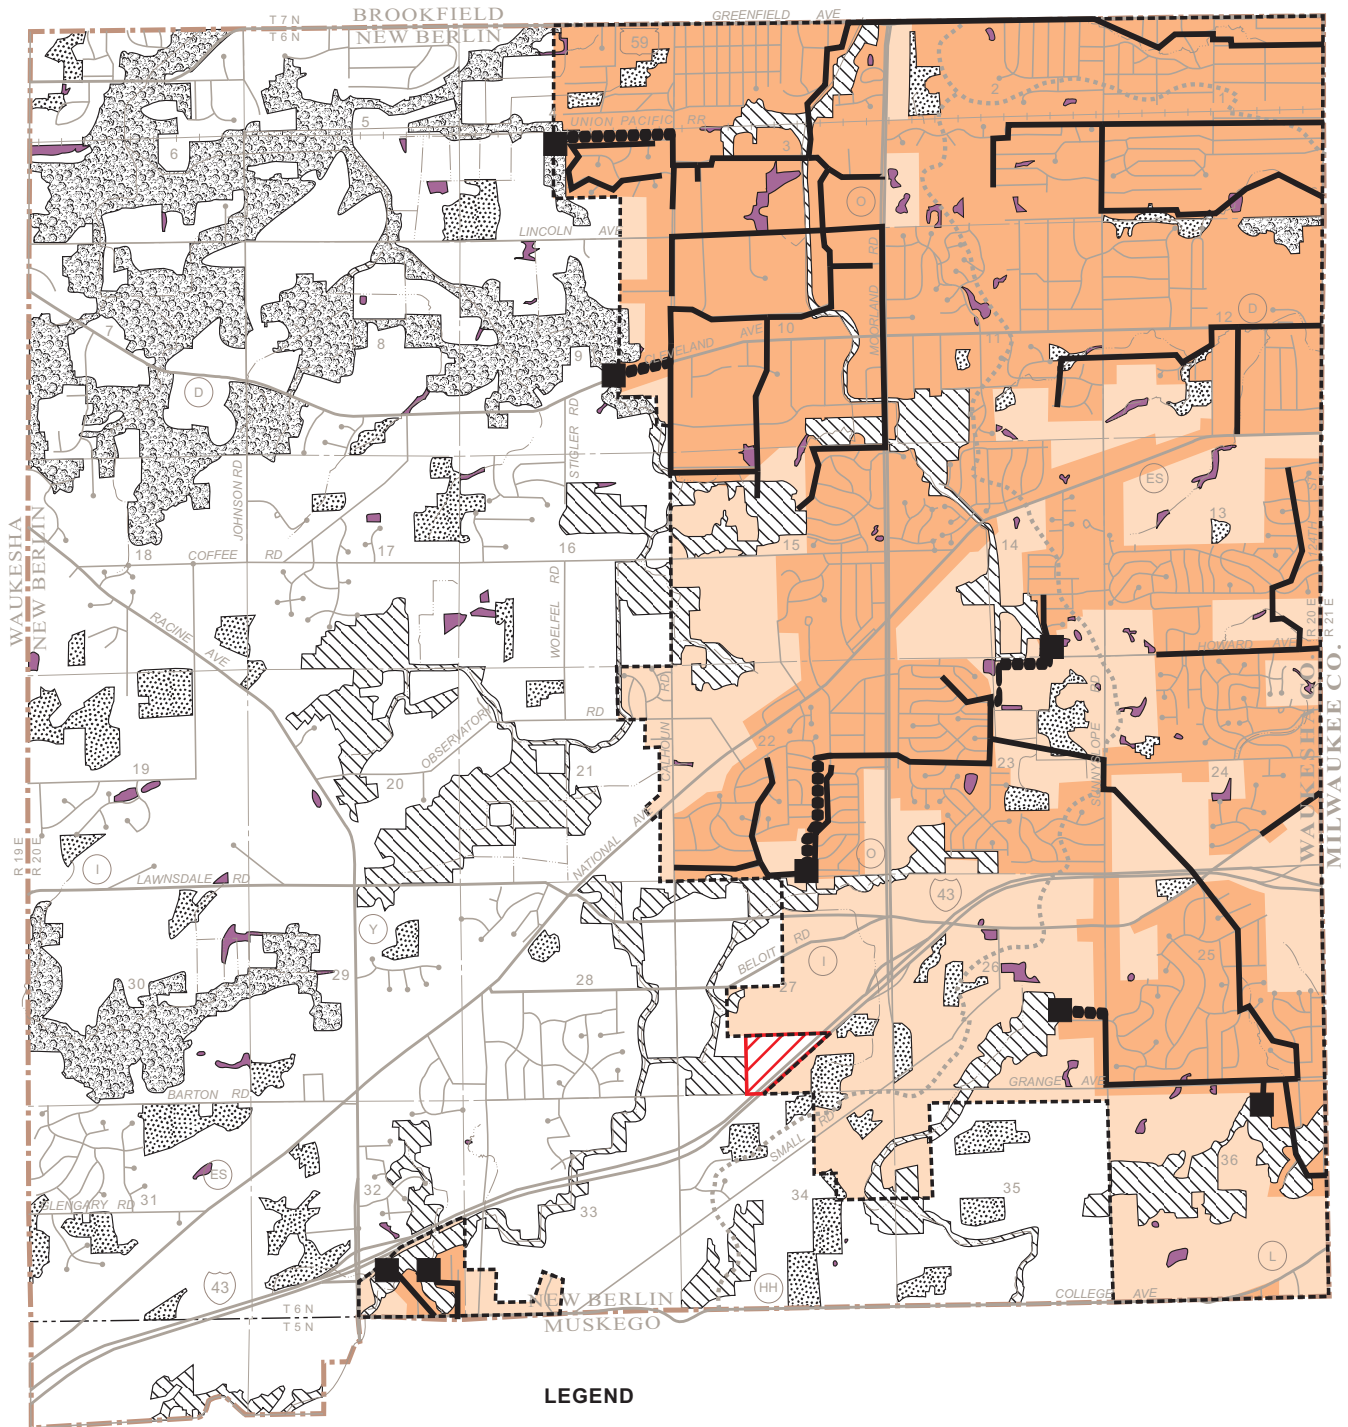 BROOKFIELD
NEW BERLIN
T 7 N
T 6 N
GREENFIELD AVE
59
2
1
UNION PACIFIC RR
5
6
3
O
LINCOLN AVE
MOORLAND RD
D
7
8
9
10
11
12
CLEVELAND AVE
D
STIGLER RD
JOHNSON RD
ES
13
124TH ST
WAUKESHA
NEW BERLIN
18
COFFEE RD
17
16
15
14
WOELFEL RD
RACINE AVE
R 20 E
R 21 E
HOWARD AVE
RD
CALHOUN RD
OBSERVATORY RD
SUNNYSLOPE RD
WAUKESHA CO.
MILWAUKEE CO.
19
20
21
22
23
24
NATIONAL AVE
R 19 E
R 20 E
I
O
LAWNSDALE RD
43
Y
BELOIT RD
I
30
29
28
27
26
25
BARTON RD
GRANGE AVE
SMALL RD
ES
31
GLENGARY RD
32
33
34
35
36
L
43
HH
T 6 N
T 5 N
NEW BERLIN
MUSKEGO
COLLEGE AVE
LEGEND